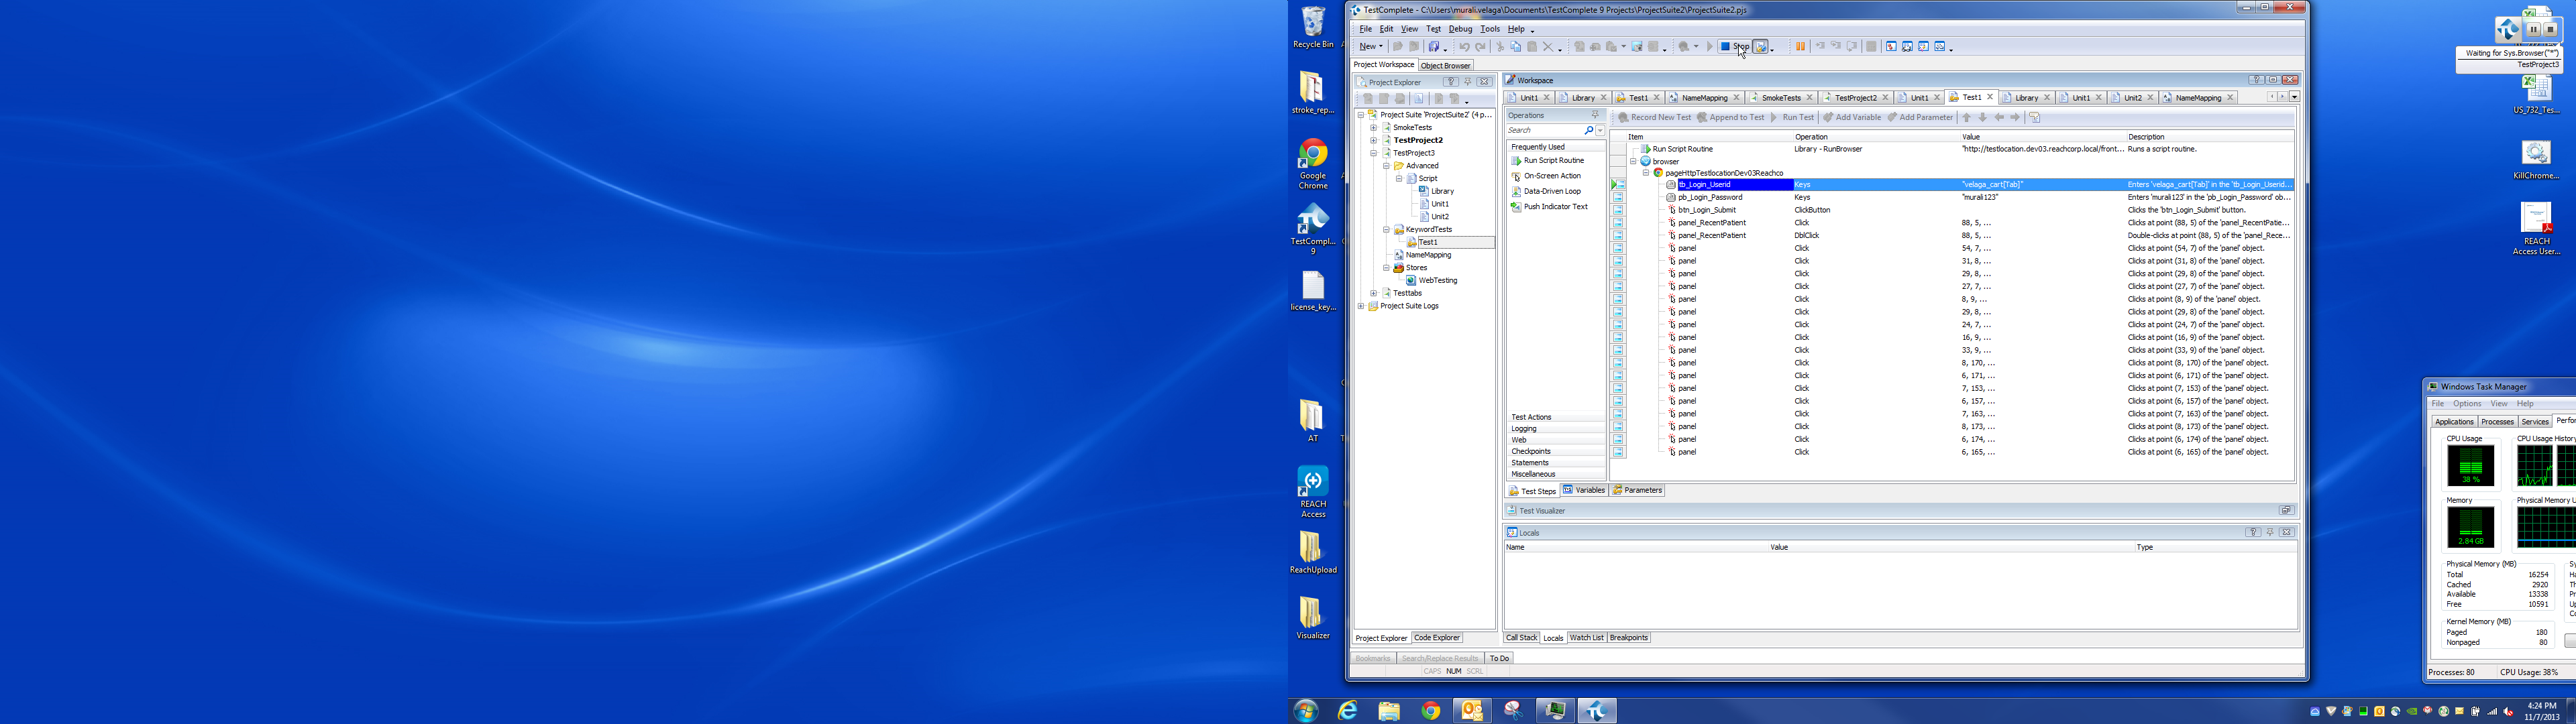 Recycle Bin
stroke_rep...
Google
Chrome
TestCompl...
9
license_key...
AT
REACH
Access
ReachUpload
Visualizer
TestComplete - C:\Users\murali.velaga\Documents\TestComplete 9 Projects\ProjectSuite2\ProjectSuite2.pjs
File Edit View Test Debug Tools Help
New Stop
Project Workspace Object Browser
Project Explorer
Project Suite 'ProjectSuite2' (4 p...
SmokeTests
TestProject2
TestProject3
Advanced
Script
Library
Unit1
Unit2
KeywordTests
Test1
NameMapping
Stores
WebTesting
Testtabs
Project Suite Logs
Project Explorer Code Explorer
Workspace
Unit1 Library Test1 NameMapping SmokeTests TestProject2 Unit1 Test1 Library Unit1 Unit2 NameMapping
Operations
Search
Frequently Used
Run Script Routine
On-Screen Action
Data-Driven Loop
Push Indicator Text
Test Actions
Logging
Web
Checkpoints
Statements
Miscellaneous
Record New Test Append to Test Run Test Add Variable Add Parameter
Item Operation Value Description
Run Script Routine Library - RunBrowser "http://testlocation.dev03.reachcorp.local/front... Runs a script routine.
browser
pageHttpTestlocationDev03Reachco
tb_Login_Userid Keys "velaga_cart[Tab]" Enters 'velaga_cart[Tab]' in the 'tb_Login_Userid...
pb_Login_Password Keys "murali123" Enters 'murali123' in the 'pb_Login_Password' ob...
btn_Login_Submit ClickButton Clicks the 'btn_Login_Submit' button.
panel_RecentPatient Click 88, 5, ... Clicks at point (88, 5) of the 'panel_RecentPatie...
panel_RecentPatient DblClick 88, 5, ... Double-clicks at point (88, 5) of the 'panel_Rece...
panel Click 54, 7, ... Clicks at point (54, 7) of the 'panel' object.
panel Click 31, 8, ... Clicks at point (31, 8) of the 'panel' object.
panel Click 29, 8, ... Clicks at point (29, 8) of the 'panel' object.
panel Click 27, 7, ... Clicks at point (27, 7) of the 'panel' object.
panel Click 8, 9, ... Clicks at point (8, 9) of the 'panel' object.
panel Click 29, 8, ... Clicks at point (29, 8) of the 'panel' object.
panel Click 24, 7, ... Clicks at point (24, 7) of the 'panel' object.
panel Click 16, 9, ... Clicks at point (16, 9) of the 'panel' object.
panel Click 33, 9, ... Clicks at point (33, 9) of the 'panel' object.
panel Click 8, 170, ... Clicks at point (8, 170) of the 'panel' object.
panel Click 6, 171, ... Clicks at point (6, 171) of the 'panel' object.
panel Click 7, 153, ... Clicks at point (7, 153) of the 'panel' object.
panel Click 6, 157, ... Clicks at point (6, 157) of the 'panel' object.
panel Click 7, 163, ... Clicks at point (7, 163) of the 'panel' object.
panel Click 8, 173, ... Clicks at point (8, 173) of the 'panel' object.
panel Click 6, 174, ... Clicks at point (6, 174) of the 'panel' object.
panel Click 6, 165, ... Clicks at point (6, 165) of the 'panel' object.
Test Steps Variables Parameters
Test Visualizer
Locals
Name Value Type
Call Stack Locals Watch List Breakpoints
Bookmarks Search/Replace Results To Do
CAPS NUM SCRL
Waiting for Sys.Browser("*")
TestProject3
US_732_Tes...
KillChrome...
REACH
Access User...
Windows Task Manager
File Options View Help
Applications Processes Services Perfor
CPU Usage CPU Usage History
38 %
Memory Physical Memory U
2.84 GB
Physical Memory (MB) Sy
Total 16254 Ha
Cached 2920 Th
Available 13338 Pr
Free 10591 Up
Kernel Memory (MB)
Paged 180
Nonpaged 80
Processes: 80 CPU Usage: 38%
4:24 PM
11/7/2013